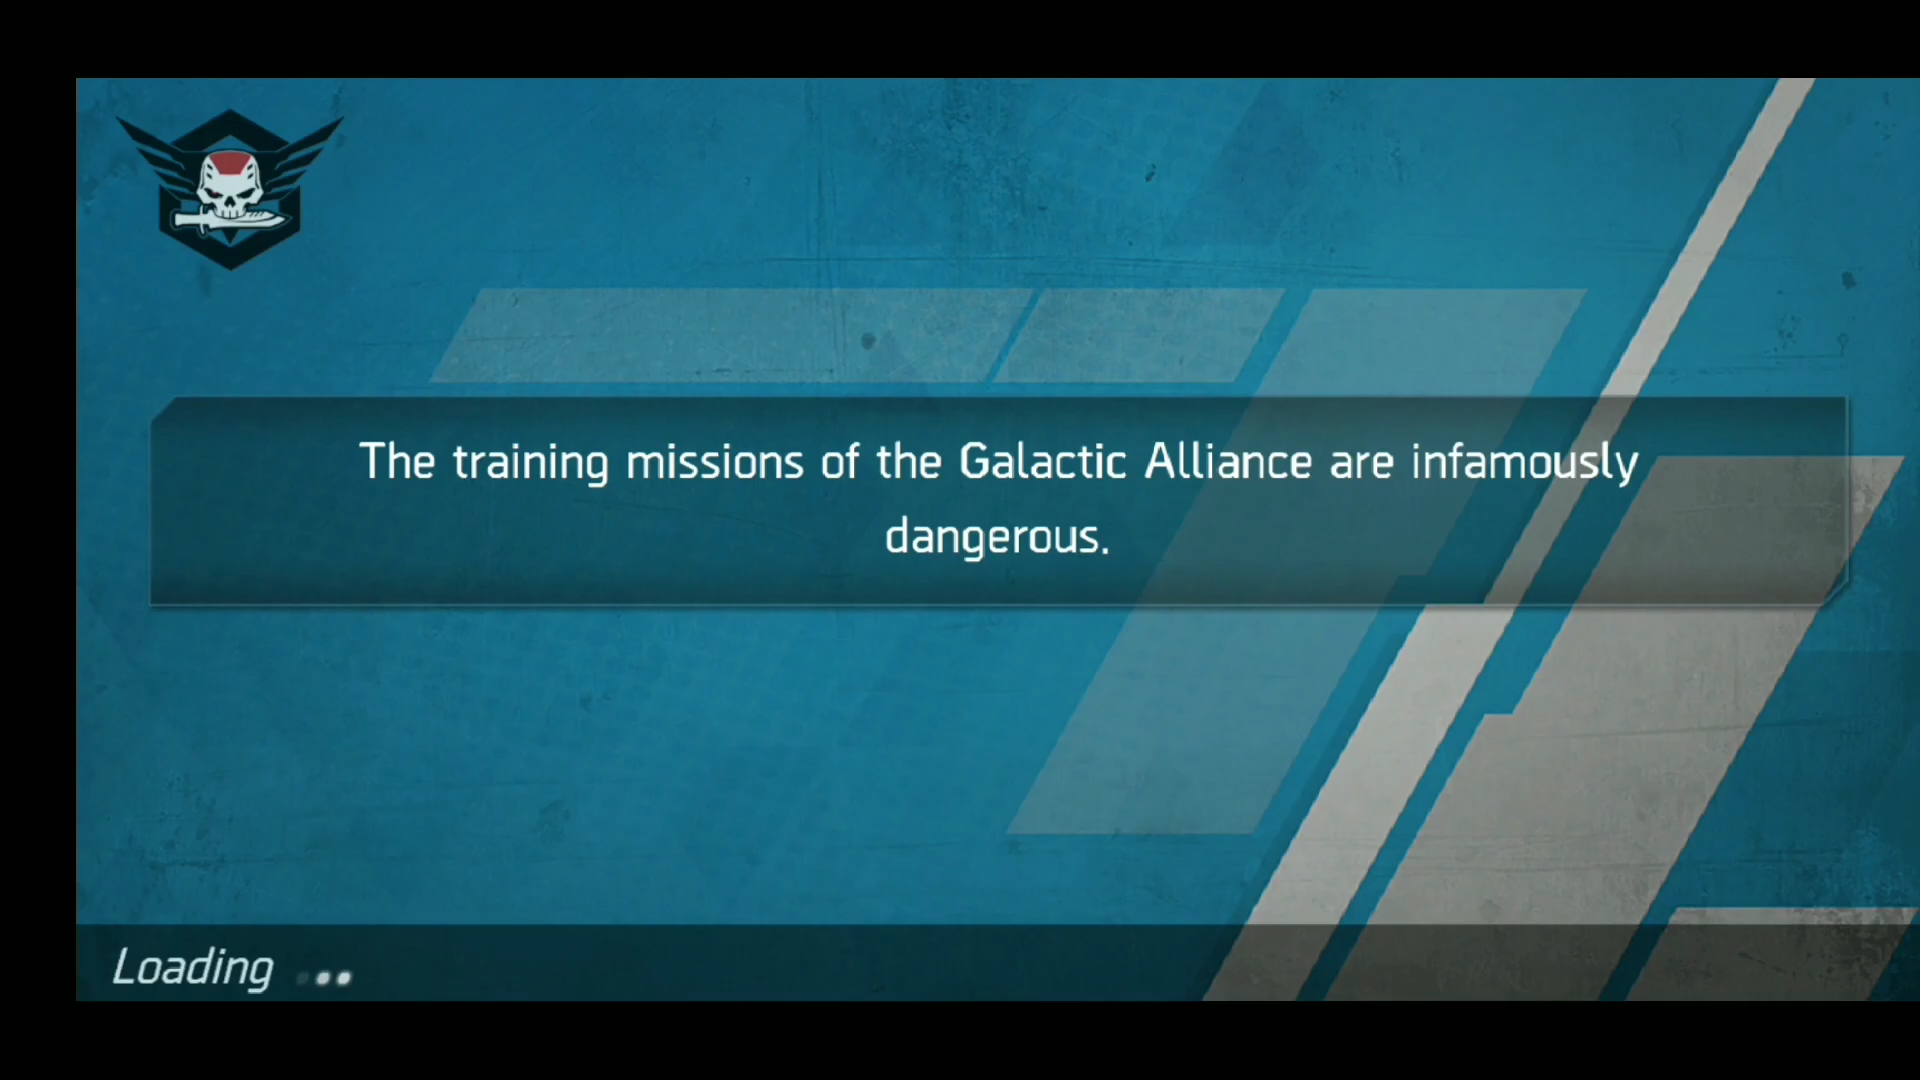 The training missions of the Galactic Alliance are infamously
dangerous.
Loading ...